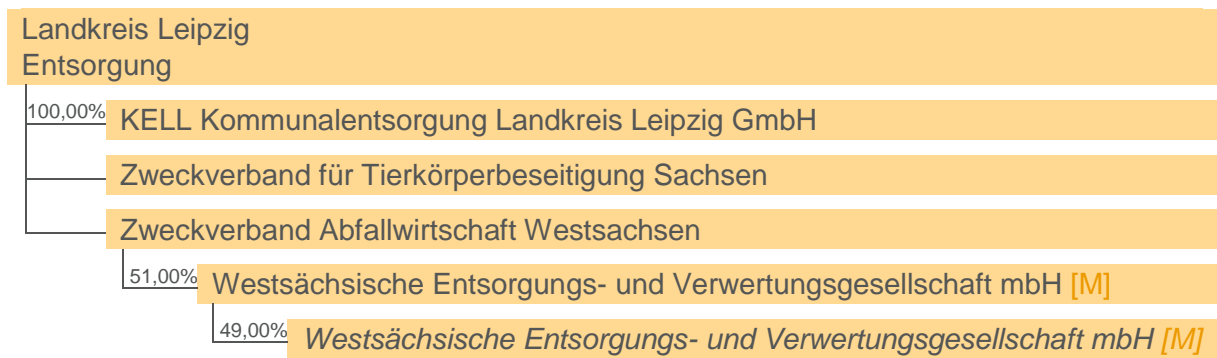 Landkreis Leipzig
Entsorgung
100,00% KELL Kommunalentsorgung Landkreis Leipzig GmbH
Zweckverband für Tierkörperbeseitigung Sachsen
Zweckverband Abfallwirtschaft Westsachsen
51,00% Westsächsische Entsorgungs- und Verwertungsgesellschaft mbH [M]
49,00% Westsächsische Entsorgungs- und Verwertungsgesellschaft mbH [M]